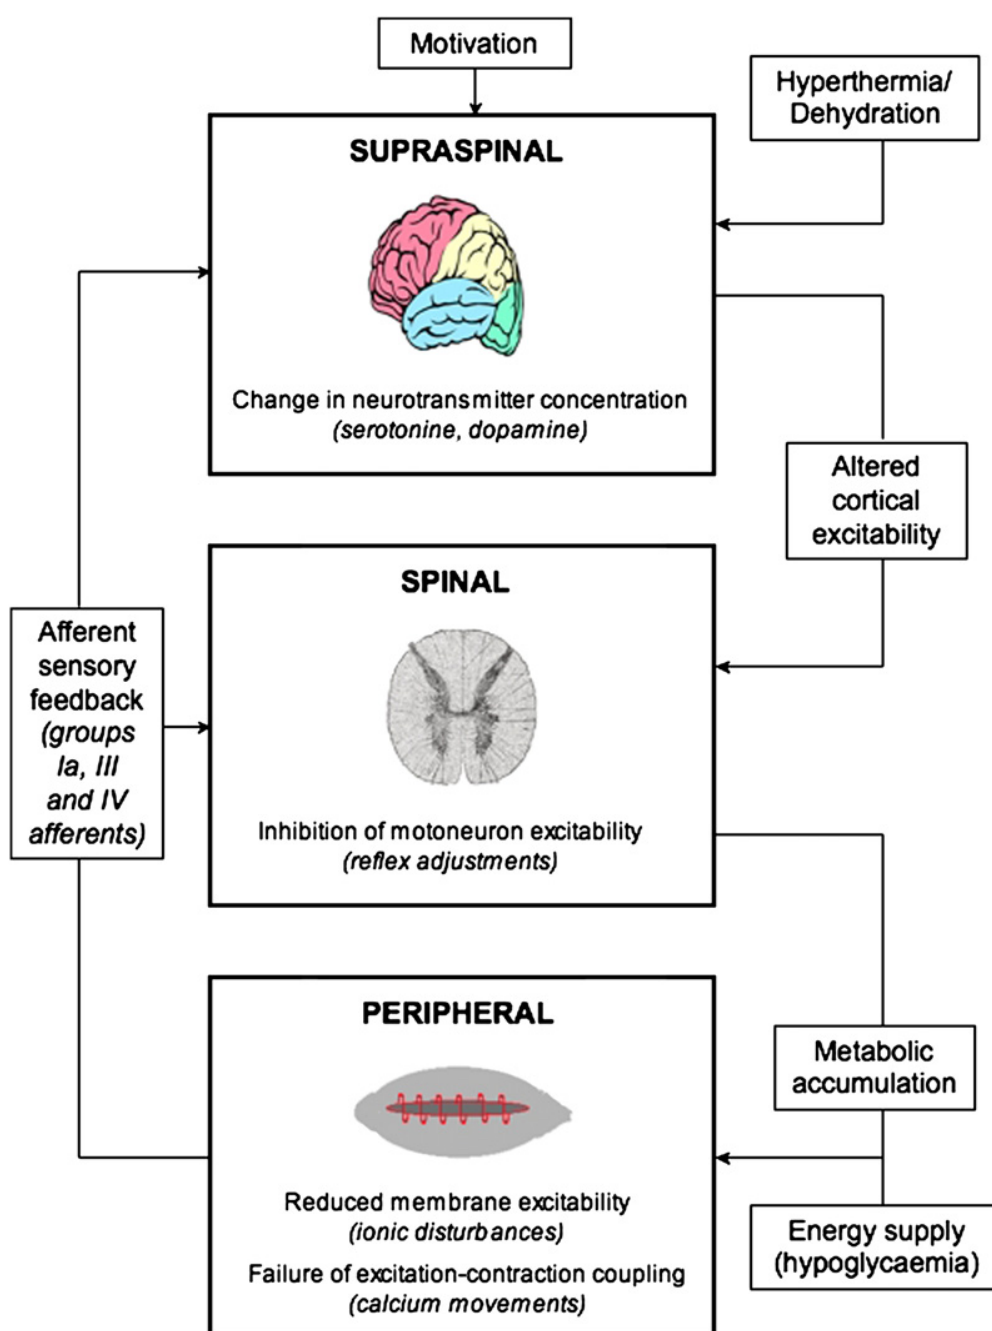 Motivation
Hyperthermia/
Dehydration
SUPRASPINAL
Change in neurotransmitter concentration
(serotonine, dopamine)
Altered
cortical
excitability
SPINAL
Inhibition of motoneuron excitability
(reflex adjustments)
Afferent
sensory
feedback
(groups
Ia, III
and IV
afferents)
PERIPHERAL
Reduced membrane excitability
(ionic disturbances)
Failure of excitation-contraction coupling
(calcium movements)
Metabolic
accumulation
Energy supply
(hypoglycaemia)